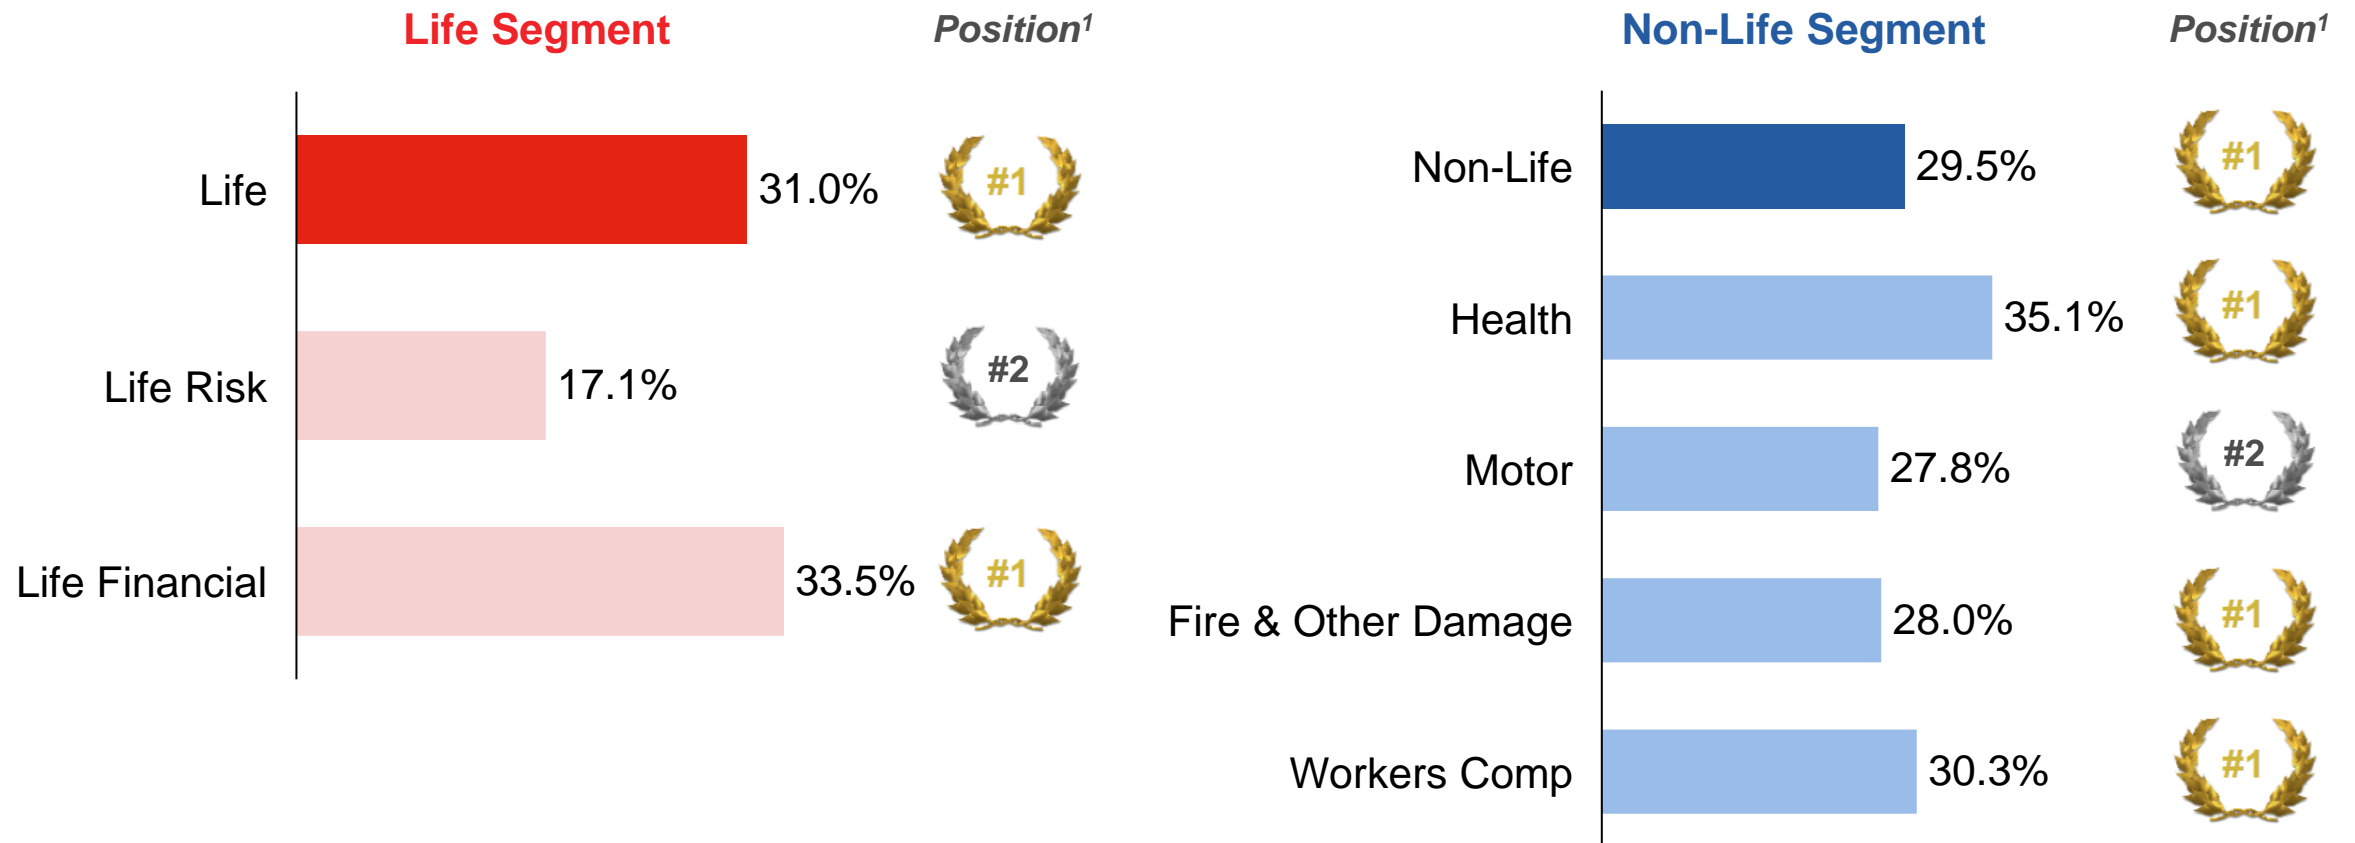 Life Segment Position¹
Life 31.0% #1
Life Risk 17.1% #2
Life Financial 33.5% #1
Non-Life Segment Position¹
Non-Life 29.5% #1
Health 35.1% #1
Motor 27.8% #2
Fire & Other Damage 28.0% #1
Workers Comp 30.3% #1